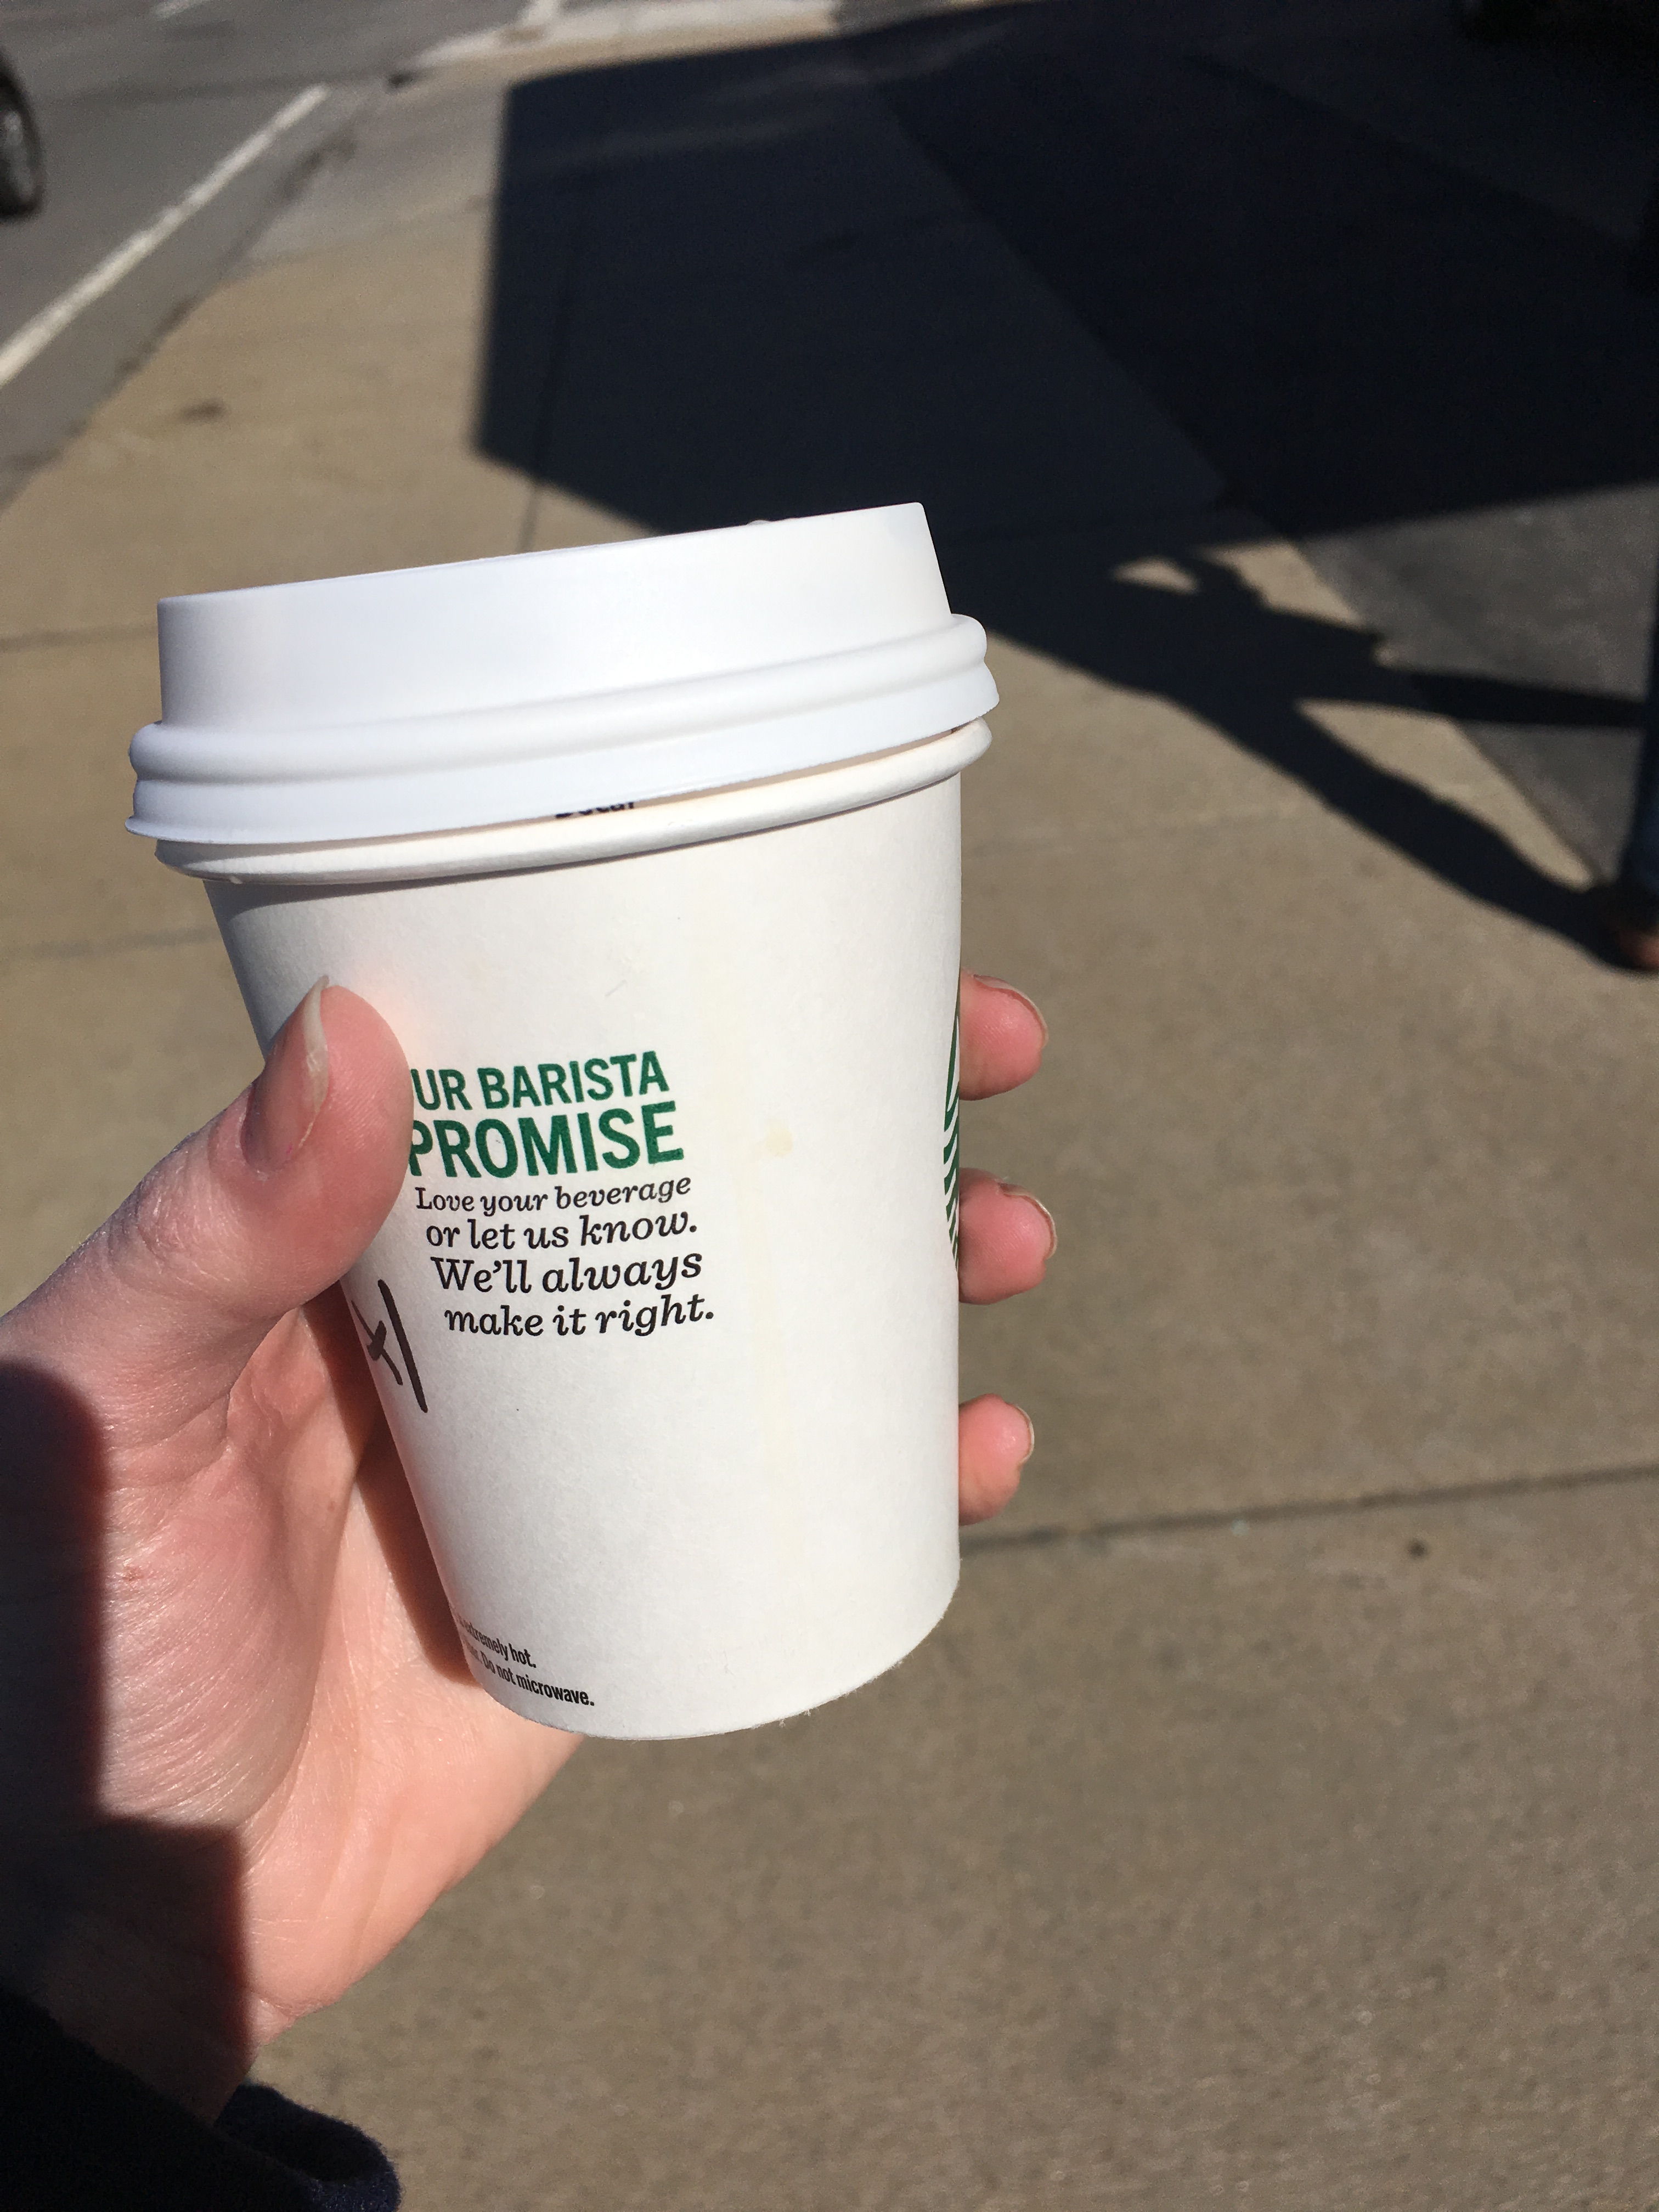 UR BARISTA
PROMISE
Love your beverage
or let us know.
We'll always
make it right.
extremely hot.
Do not microwave.